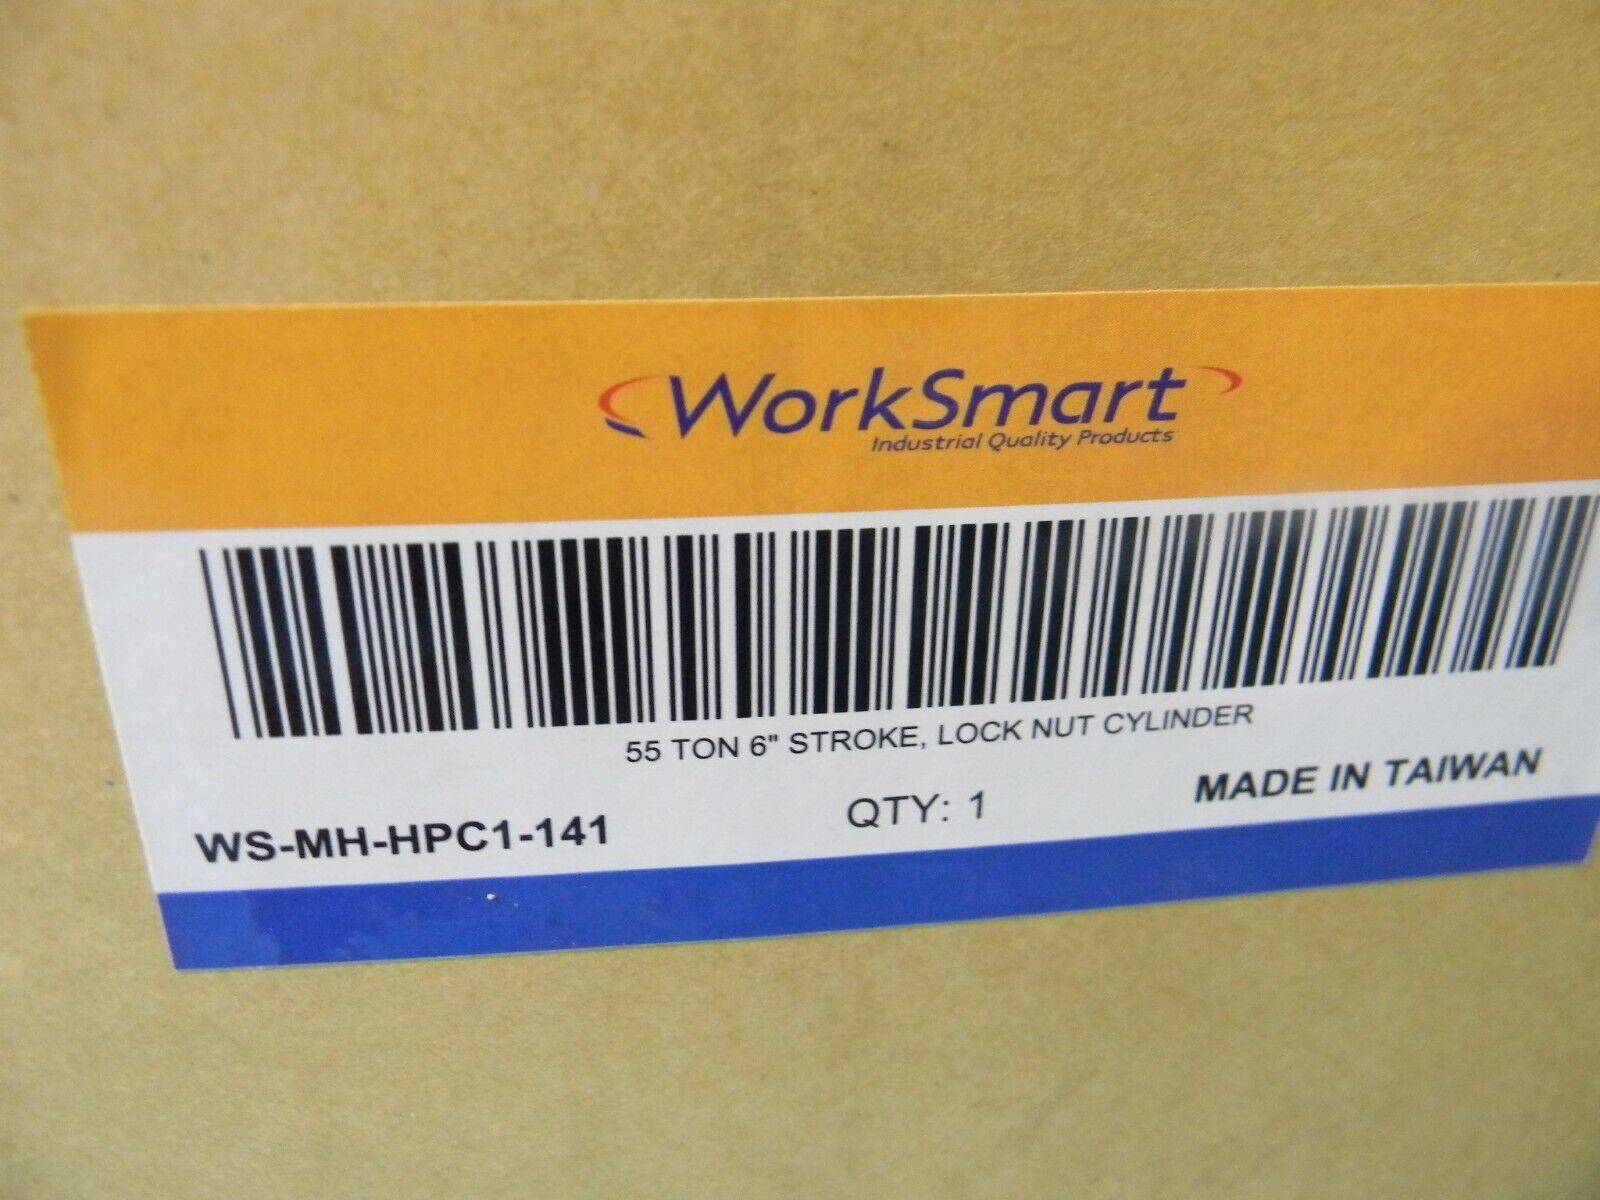 WorkSmart
Industrial Quality Products
55 TON 6" STROKE, LOCK NUT CYLINDER
WS-MH-HPC1-141 QTY: 1 MADE IN TAIWAN